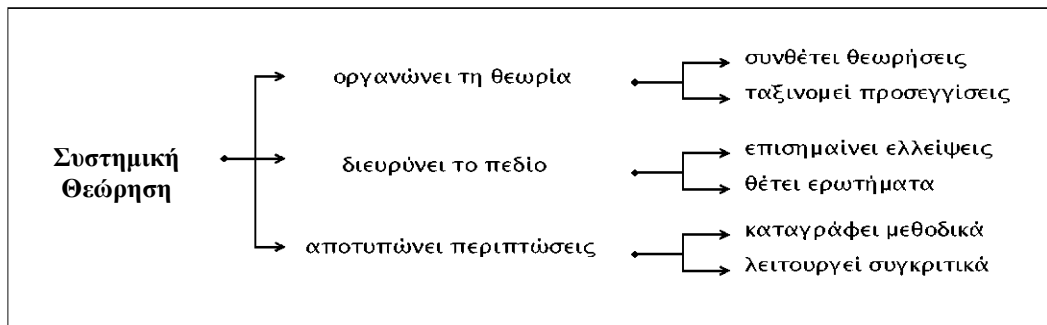 Συστημική
Θεώρηση
οργανώνει τη θεωρία
συνθέτει θεωρήσεις
ταξινομεί προσεγγίσεις
διευρύνει το πεδίο
επισημαίνει ελλείψεις
θέτει ερωτήματα
αποτυπώνει περιπτώσεις
καταγράφει μεθοδικά
λειτουργεί συγκριτικά